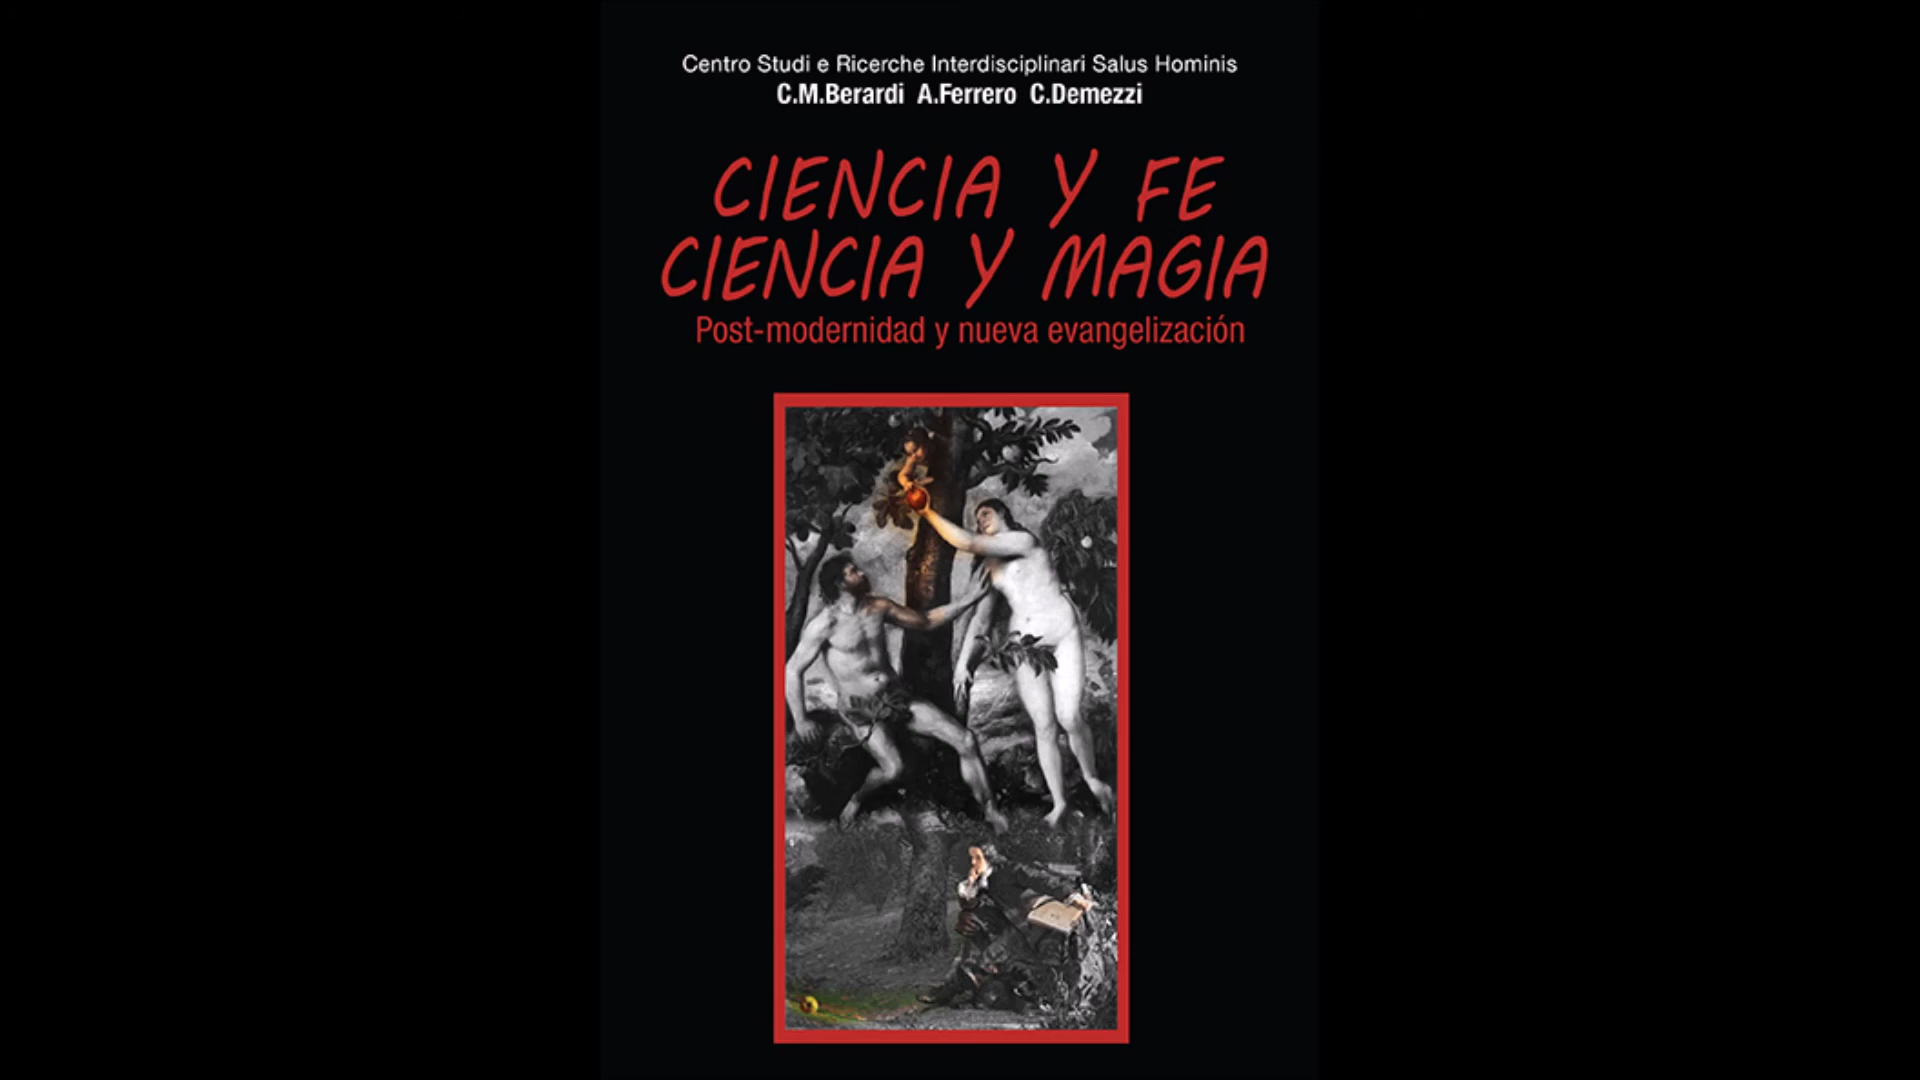 Centro Studi e Ricerche Interdisciplinari Salus Hominis
C.M.Berardi A.Ferrero C.Demezzi
CIENCIA Y FE
CIENCIA Y MAGIA
Post-modernidad y nueva evangelización